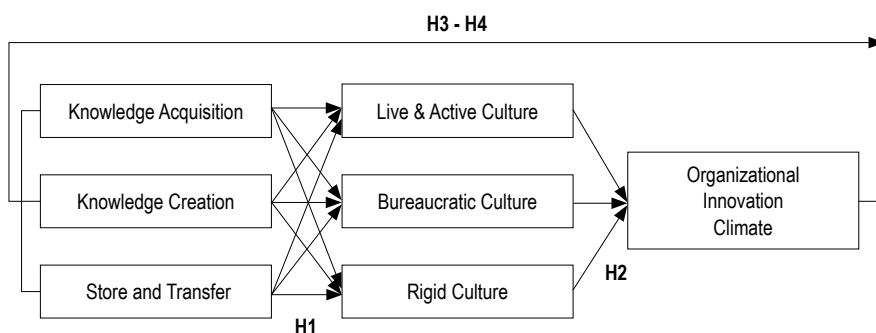 H3 - H4
Knowledge Acquisition
Live & Active Culture
Knowledge Creation
Bureaucratic Culture
Organizational
Innovation
Climate
Store and Transfer
Rigid Culture
H1
H2